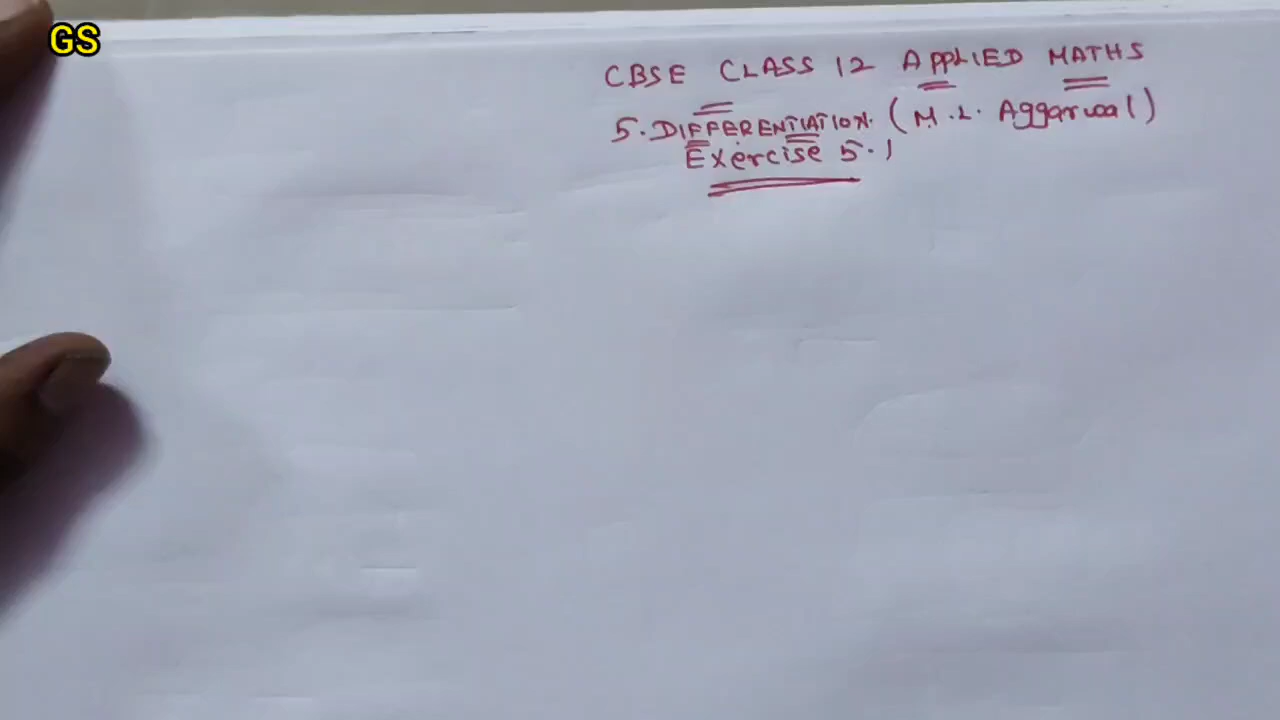 GS
CBSE CLASS 12 APPLIED MATHS
5. DIFFERENTIATION. (M.L. Aggarwal)
Exercise 5.1